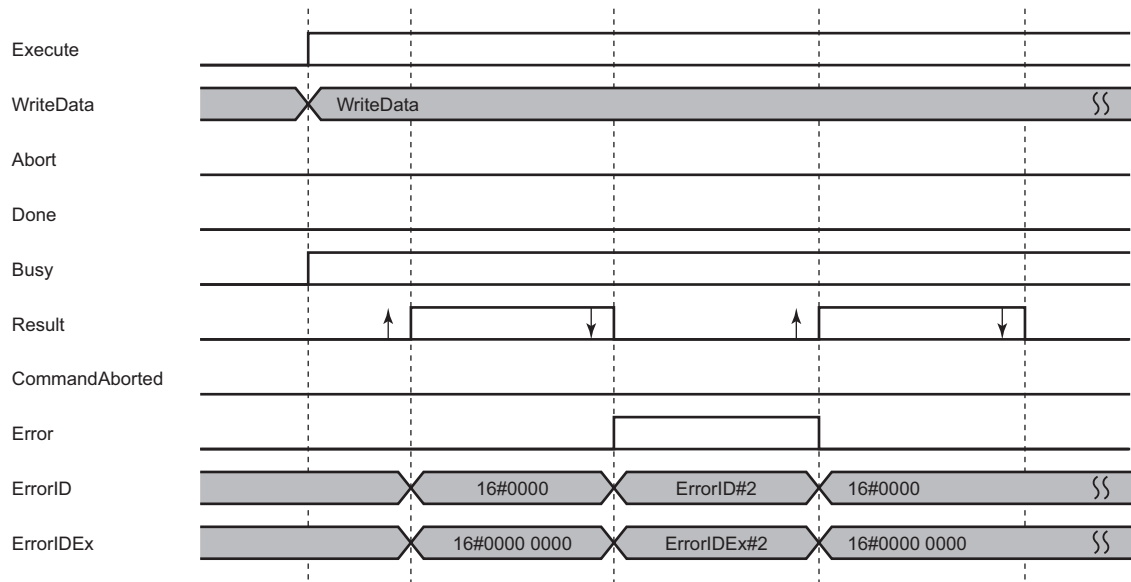 Execute
WriteData WriteData
Abort
Done
Busy
Result
CommandAborted
Error
ErrorID 16#0000 ErrorID#2 16#0000
ErrorIDEx 16#0000 0000 ErrorIDEx#2 16#0000 0000